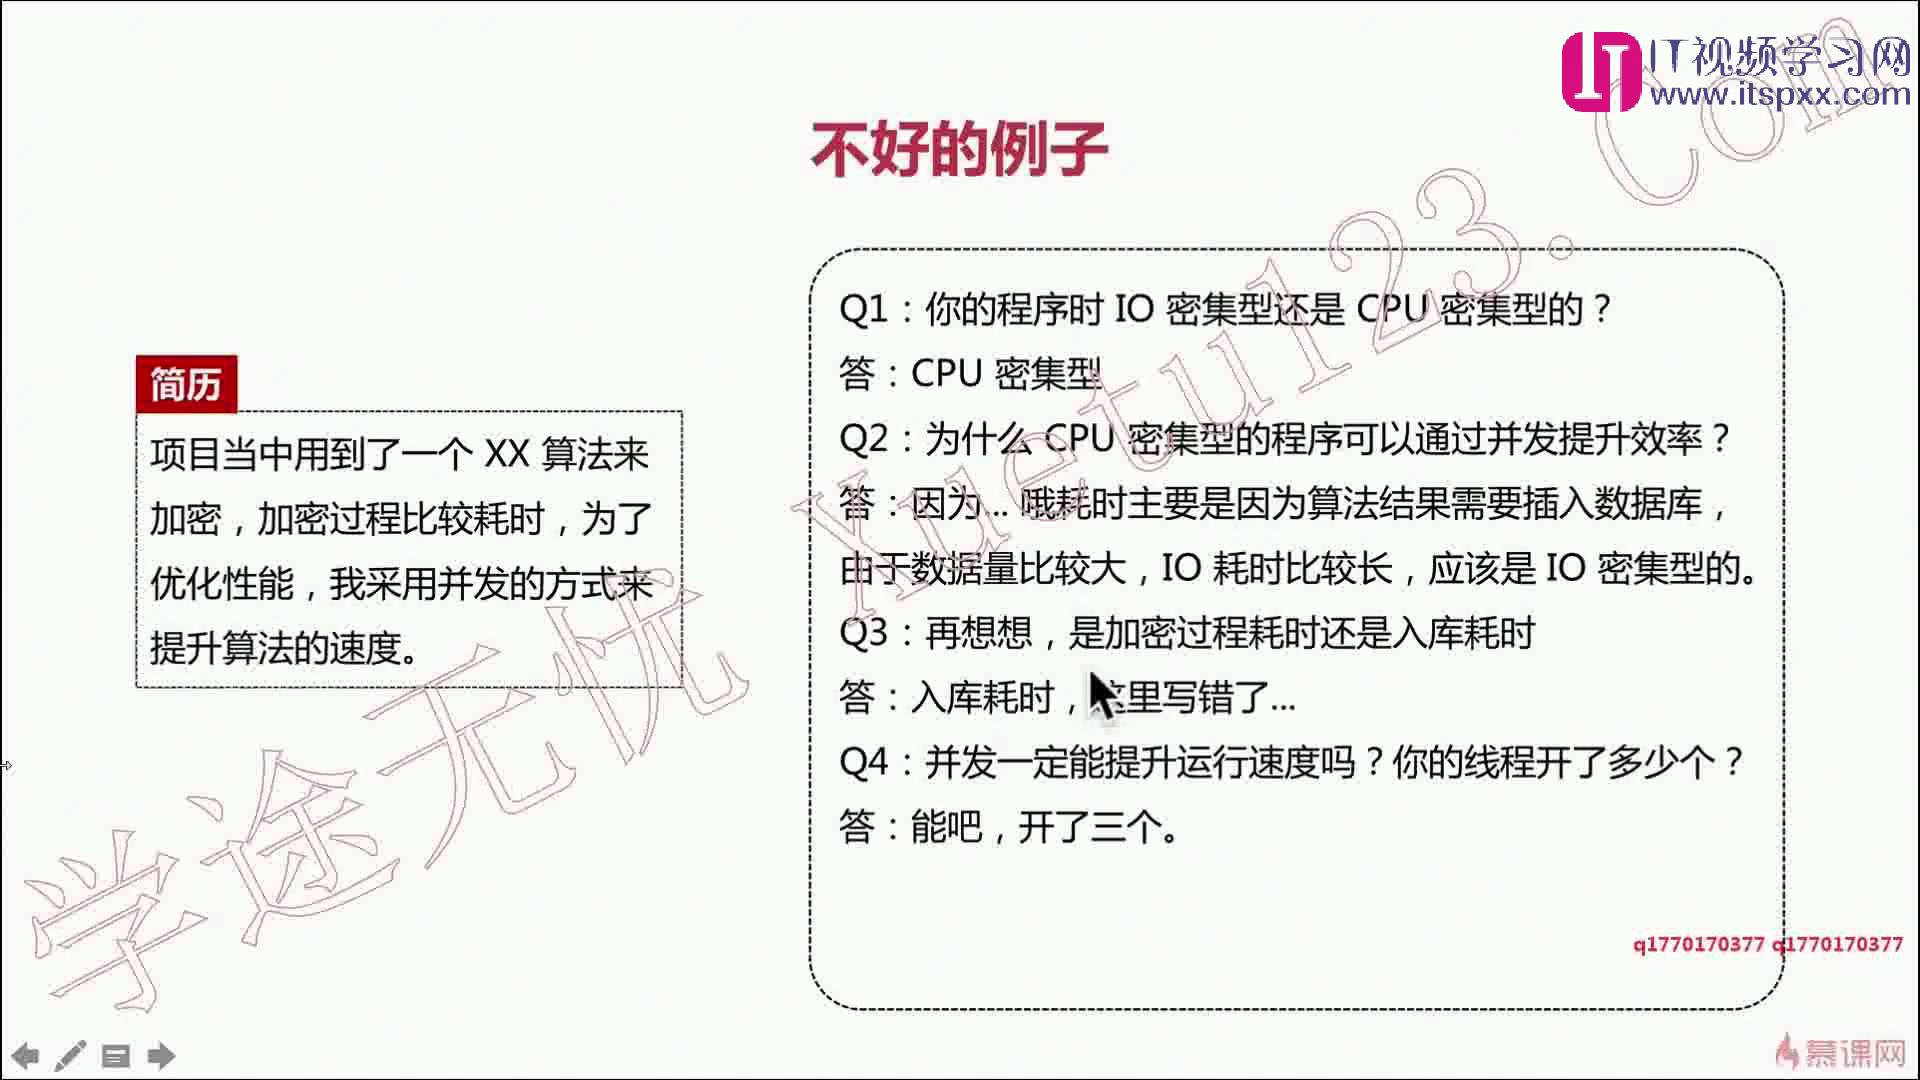 IT视频学习网
www.itspxx.com
不好的例子
简历
项目当中用到了一个 XX 算法来
加密，加密过程比较耗时，为了
优化性能，我采用并发的方式来
提升算法的速度。
Q1：你的程序时 IO 密集型还是 CPU 密集型的？
答：CPU 密集型
Q2：为什么 CPU 密集型的程序可以通过并发提升效率？
答：因为... 哦耗时主要是因为算法结果需要插入数据库，
由于数据量比较大，IO 耗时比较长，应该是 IO 密集型的。
Q3：再想想，是加密过程耗时还是入库耗时
答：入库耗时，这里写错了...
Q4：并发一定能提升运行速度吗？你的线程开了多少个？
答：能吧，开了三个。
学途无忧 Xuetu123.Com
q1770170377 q1770170377
慕课网